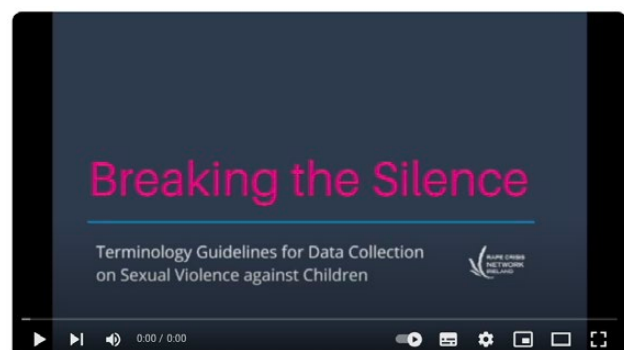 Breaking the Silence
Terminology Guidelines for Data Collection
on Sexual Violence against Children
RAPE CRISIS
NETWORK
IRELAND
0:00 / 0:00